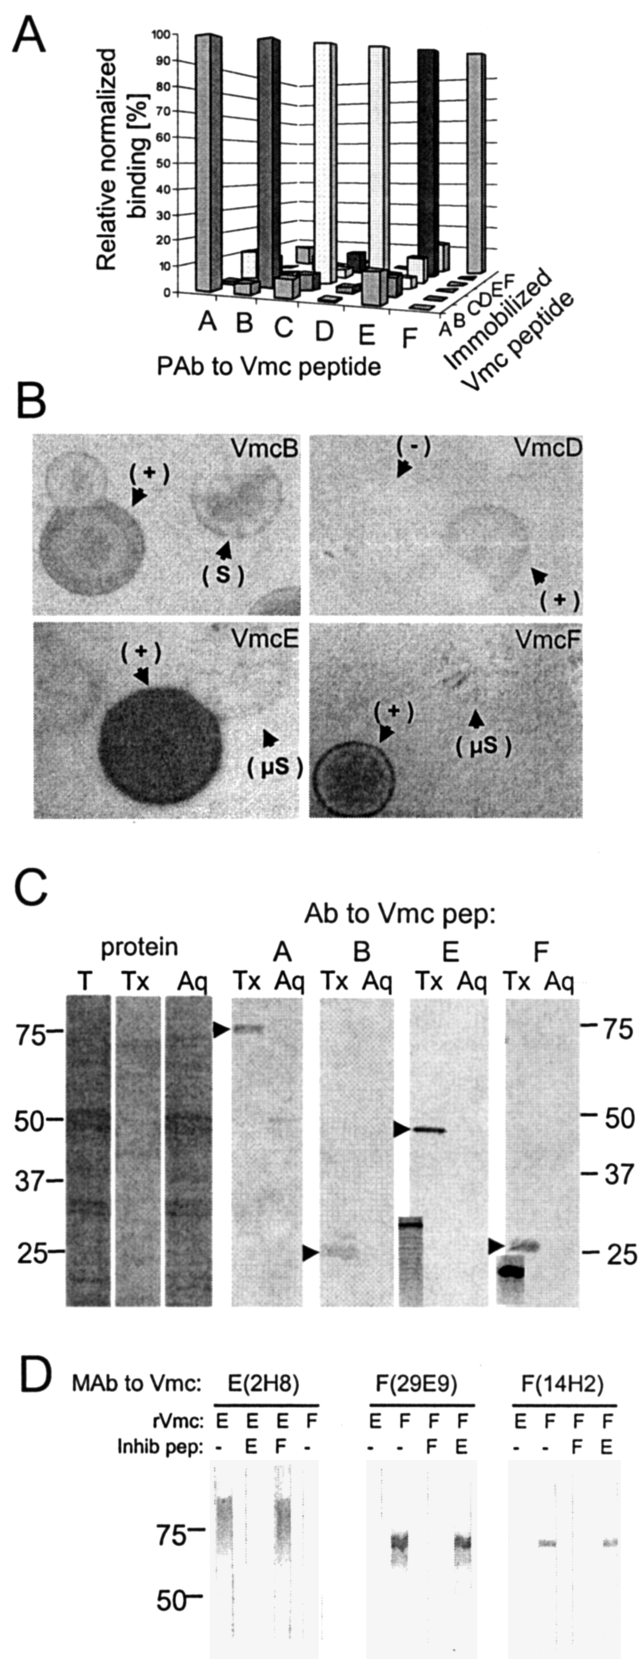 A
Relative normalized
binding [%]
100
90
80
70
60
50
40
30
20
10
0
A B C D E F
PAb to Vmc peptide
A B C D E F
Immobilized
Vmc peptide
B
VmcB
(+)
(S)
VmcD
(-)
(+)
VmcE
(+)
(µS)
VmcF
(+)
(µS)
C
Ab to Vmc pep:
protein A B E F
T Tx Aq Tx Aq Tx Aq Tx Aq Tx Aq
75 75
50 50
37 37
25 25
D
MAb to Vmc: E(2H8) F(29E9) F(14H2)
rVmc: E E E F E F F F E F F F
Inhib pep: - E F - - - F E - - F E
75
50